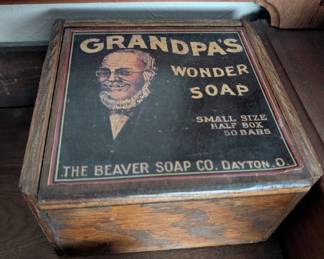 GRANDPA'S
WONDER
SOAP
SMALL SIZE
HALF BOX
50 BARS
THE BEAVER SOAP CO. DAYTON, O.